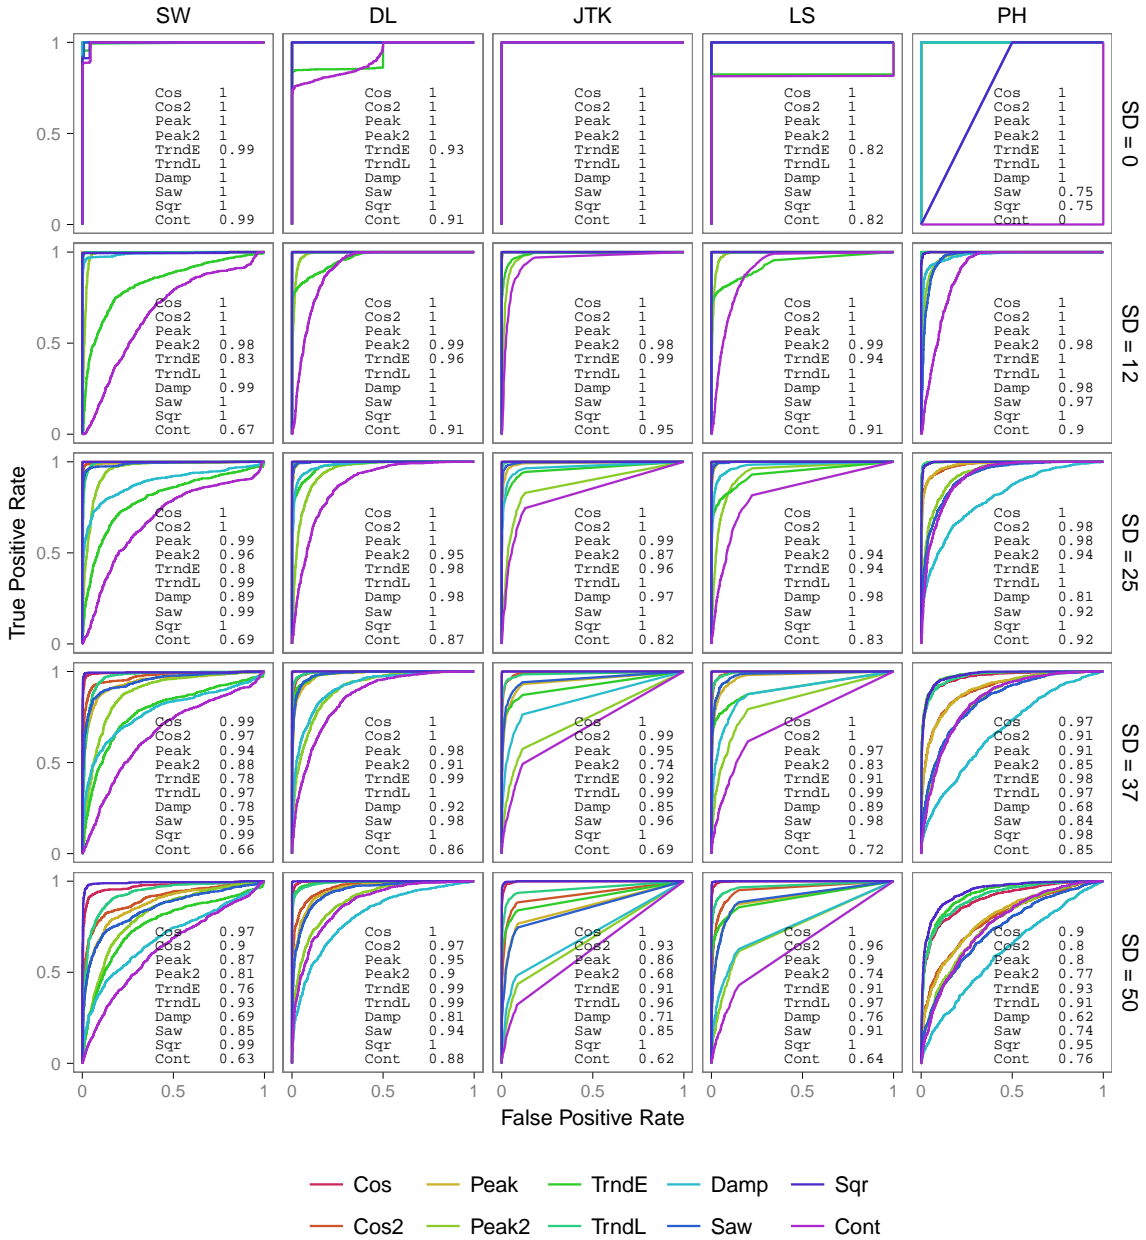 SW DL JTK LS PH
1
0.5
0
Cos 1
Cos2 1
Peak 1
Peak2 1
TrndE 0.99
TrndL 1
Damp 1
Saw 1
Sqr 1
Cont 0.99
Cos 1
Cos2 1
Peak 1
Peak2 1
TrndE 0.93
TrndL 1
Damp 1
Saw 1
Sqr 1
Cont 0.91
Cos 1
Cos2 1
Peak 1
Peak2 1
TrndE 1
TrndL 1
Damp 1
Saw 1
Sqr 1
Cont 1
Cos 1
Cos2 1
Peak 1
Peak2 1
TrndE 0.82
TrndL 1
Damp 1
Saw 1
Sqr 1
Cont 0.82
Cos 1
Cos2 1
Peak 1
Peak2 1
TrndE 1
TrndL 1
Damp 1
Saw 0.75
Sqr 0.75
Cont 0
SD = 0
1
0.5
0
Cos 1
Cos2 1
Peak 1
Peak2 0.98
TrndE 0.83
TrndL 1
Damp 0.99
Saw 1
Sqr 1
Cont 0.67
Cos 1
Cos2 1
Peak 1
Peak2 0.99
TrndE 0.96
TrndL 1
Damp 1
Saw 1
Sqr 1
Cont 0.91
Cos 1
Cos2 1
Peak 1
Peak2 0.98
TrndE 0.99
TrndL 1
Damp 1
Saw 1
Sqr 1
Cont 0.95
Cos 1
Cos2 1
Peak 1
Peak2 0.99
TrndE 0.94
TrndL 1
Damp 1
Saw 1
Sqr 1
Cont 0.91
Cos 1
Cos2 1
Peak 1
Peak2 0.98
TrndE 1
TrndL 1
Damp 0.98
Saw 0.97
Sqr 1
Cont 0.9
SD = 12
True Positive Rate
1
0.5
0
Cos 1
Cos2 1
Peak 0.99
Peak2 0.96
TrndE 0.8
TrndL 0.99
Damp 0.89
Saw 0.99
Sqr 1
Cont 0.69
Cos 1
Cos2 1
Peak 1
Peak2 0.95
TrndE 0.98
TrndL 1
Damp 0.98
Saw 1
Sqr 1
Cont 0.87
Cos 1
Cos2 1
Peak 0.99
Peak2 0.87
TrndE 0.96
TrndL 1
Damp 0.97
Saw 1
Sqr 1
Cont 0.82
Cos 1
Cos2 1
Peak 1
Peak2 0.94
TrndE 0.94
TrndL 1
Damp 0.98
Saw 1
Sqr 1
Cont 0.83
Cos 1
Cos2 0.98
Peak 0.98
Peak2 0.94
TrndE 1
TrndL 1
Damp 0.81
Saw 0.92
Sqr 1
Cont 0.92
SD = 25
1
0.5
0
Cos 0.99
Cos2 0.97
Peak 0.94
Peak2 0.88
TrndE 0.78
TrndL 0.97
Damp 0.78
Saw 0.95
Sqr 0.99
Cont 0.66
Cos 1
Cos2 1
Peak 0.98
Peak2 0.91
TrndE 0.99
TrndL 1
Damp 0.92
Saw 0.98
Sqr 1
Cont 0.86
Cos 1
Cos2 0.99
Peak 0.95
Peak2 0.74
TrndE 0.92
TrndL 0.99
Damp 0.85
Saw 0.96
Sqr 1
Cont 0.69
Cos 1
Cos2 1
Peak 0.97
Peak2 0.83
TrndE 0.91
TrndL 0.99
Damp 0.89
Saw 0.98
Sqr 1
Cont 0.72
Cos 0.97
Cos2 0.91
Peak 0.91
Peak2 0.85
TrndE 0.98
TrndL 0.97
Damp 0.68
Saw 0.84
Sqr 0.98
Cont 0.85
SD = 37
1
0.5
0
Cos 0.97
Cos2 0.9
Peak 0.87
Peak2 0.81
TrndE 0.76
TrndL 0.93
Damp 0.69
Saw 0.85
Sqr 0.99
Cont 0.63
Cos 1
Cos2 0.97
Peak 0.95
Peak2 0.9
TrndE 0.99
TrndL 0.99
Damp 0.81
Saw 0.94
Sqr 1
Cont 0.88
Cos 1
Cos2 0.93
Peak 0.86
Peak2 0.68
TrndE 0.91
TrndL 0.96
Damp 0.71
Saw 0.85
Sqr 1
Cont 0.62
Cos 1
Cos2 0.96
Peak 0.9
Peak2 0.74
TrndE 0.91
TrndL 0.97
Damp 0.76
Saw 0.91
Sqr 1
Cont 0.64
Cos 0.9
Cos2 0.8
Peak 0.8
Peak2 0.77
TrndE 0.93
TrndL 0.91
Damp 0.62
Saw 0.74
Sqr 0.95
Cont 0.76
SD = 50
0 0.5 1 0 0.5 1 0 0.5 1 0 0.5 1 0 0.5 1
False Positive Rate
Cos Peak TrndE Damp Sqr
Cos2 Peak2 TrndL Saw Cont